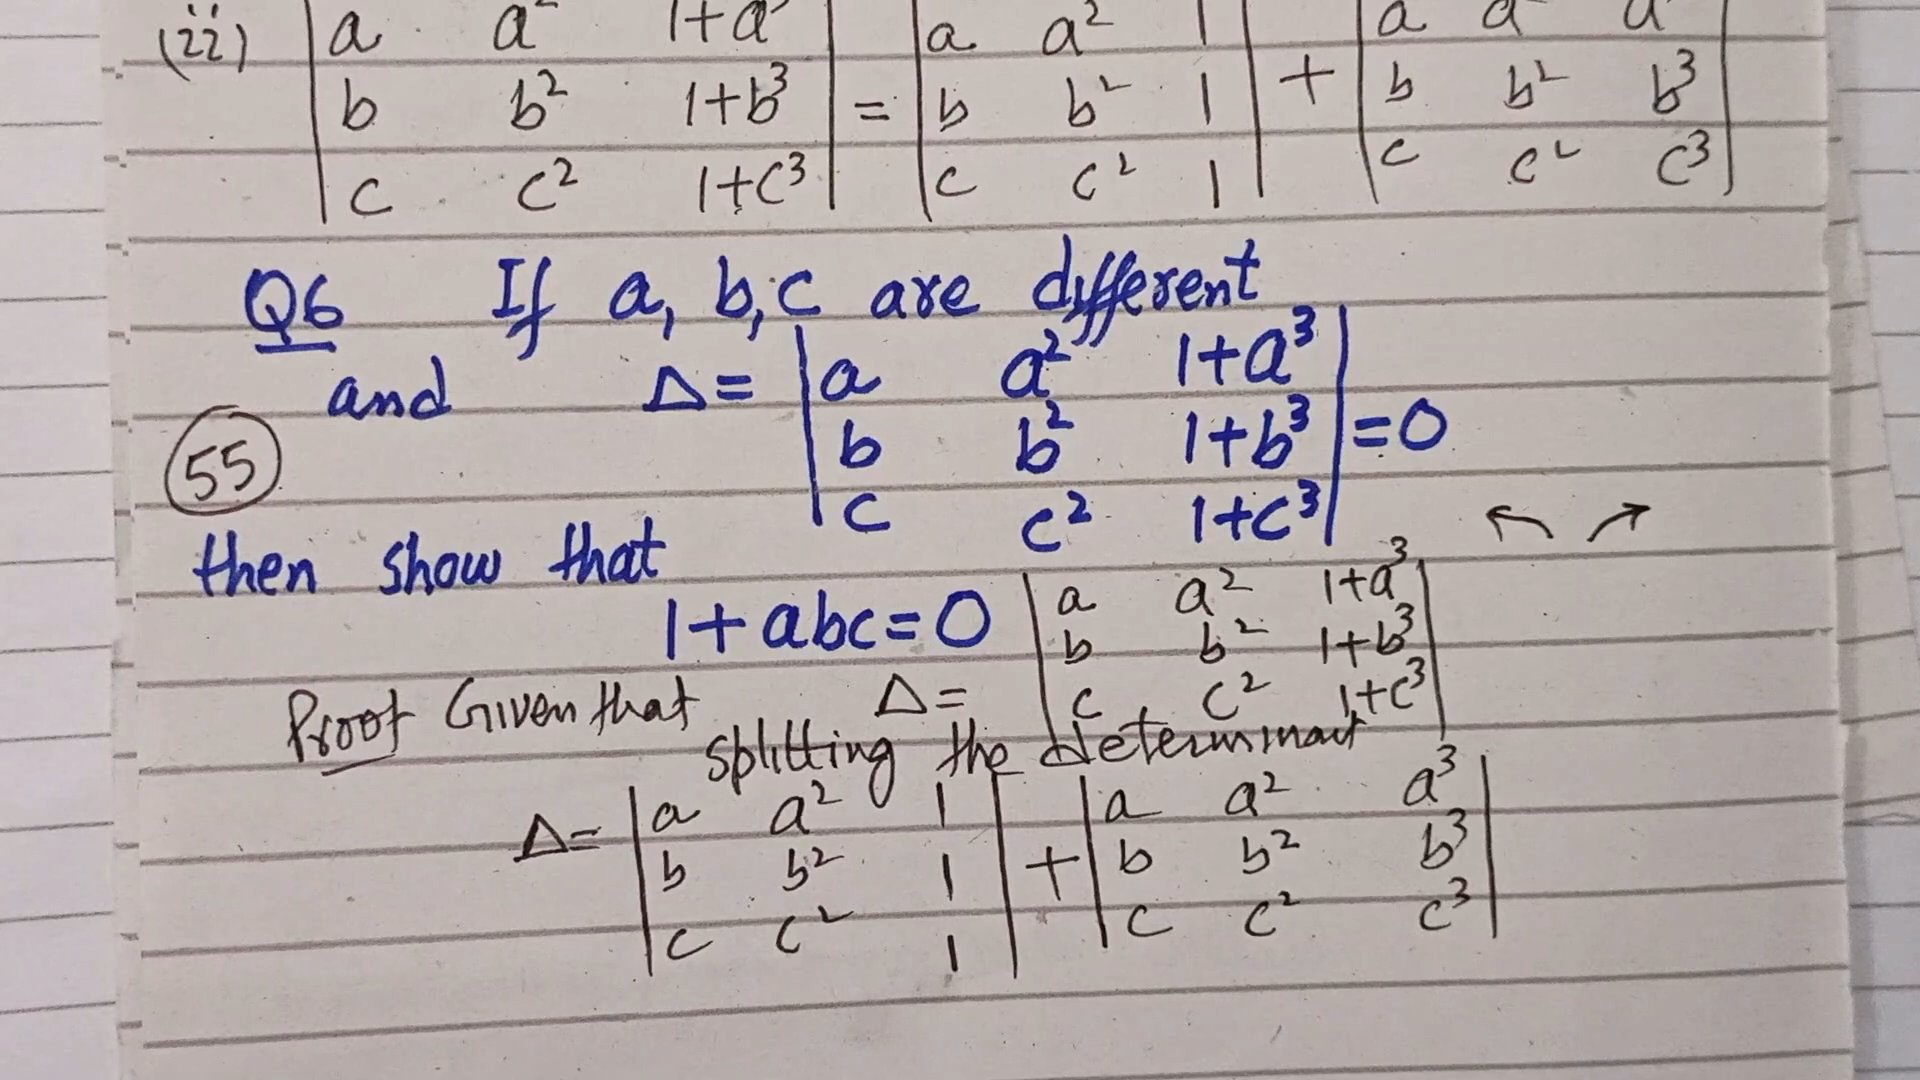 (ii) | a a² 1+a³ | = | a a² 1 | + | a a² a³ |
| b b² 1+b³ | | b b² 1 | | b b² b³ |
| c c² 1+c³ | | c c² 1 | | c c² c³ |
Q6 If a, b, c are different
and Δ= | a a² 1+a³ |
| b b² 1+b³ | =0
| c c² 1+c³ |
55
then show that
1+abc=0
Proof Given that Δ= | a a² 1+a³ |
| b b² 1+b³ |
| c c² 1+c³ |
splitting the determinant
Δ= | a a² 1 | + | a a² a³ |
| b b² 1 | | b b² b³ |
| c c² 1 | | c c² c³ |